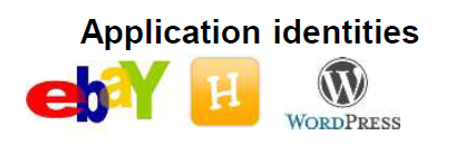 Application identities
ebaY H W
WORDPRESS